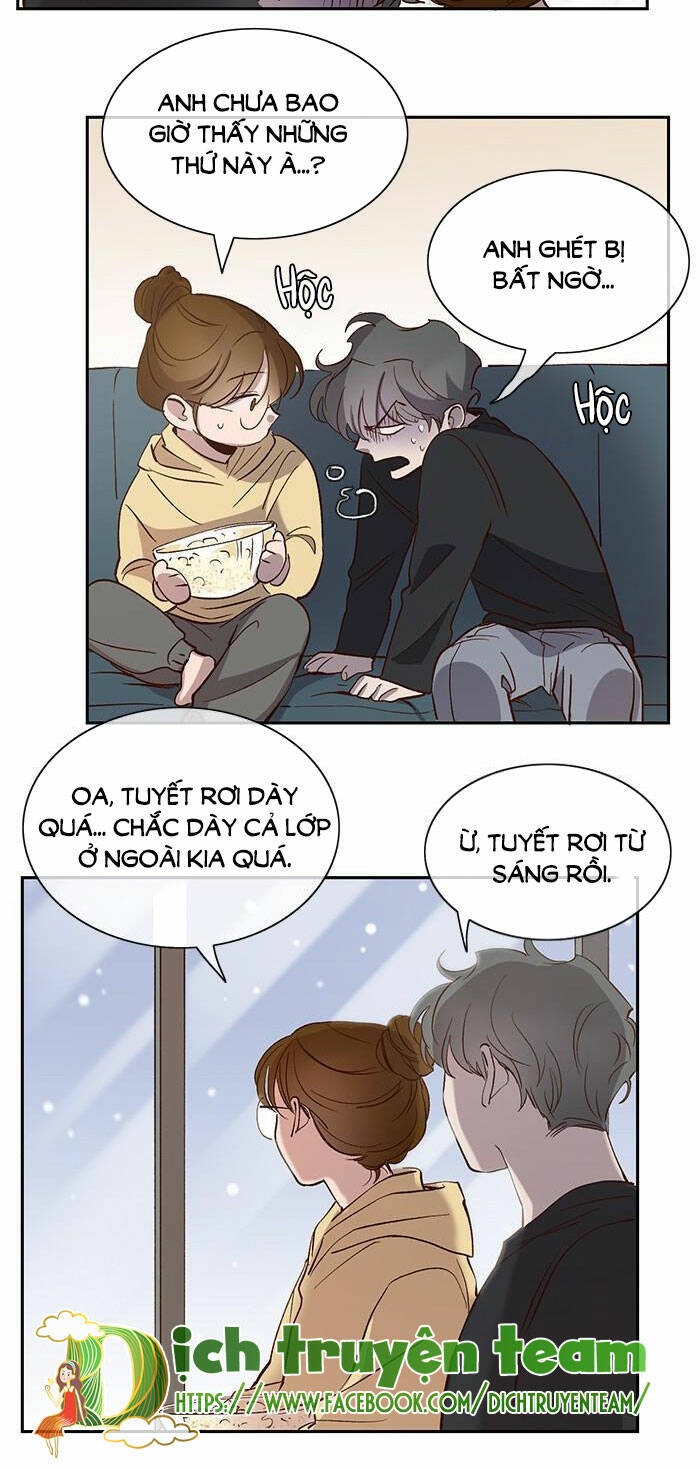 ANH CHƯA BAO
GIỜ THẤY NHỮNG
THỨ NÀY À...?
ANH GHÉT BỊ
BẤT NGỜ...
HỘC
HỘC
OA, TUYẾT RƠI DÀY
QUÁ... CHẮC DÀY CẢ LỚP
Ở NGOÀI KIA QUÁ.
Ừ, TUYẾT RƠI TỪ
SÁNG RỒI.
Dịch truyện team
HTTPS://WWW.FACEBOOK.COM/DICHTRUYENTEAM/